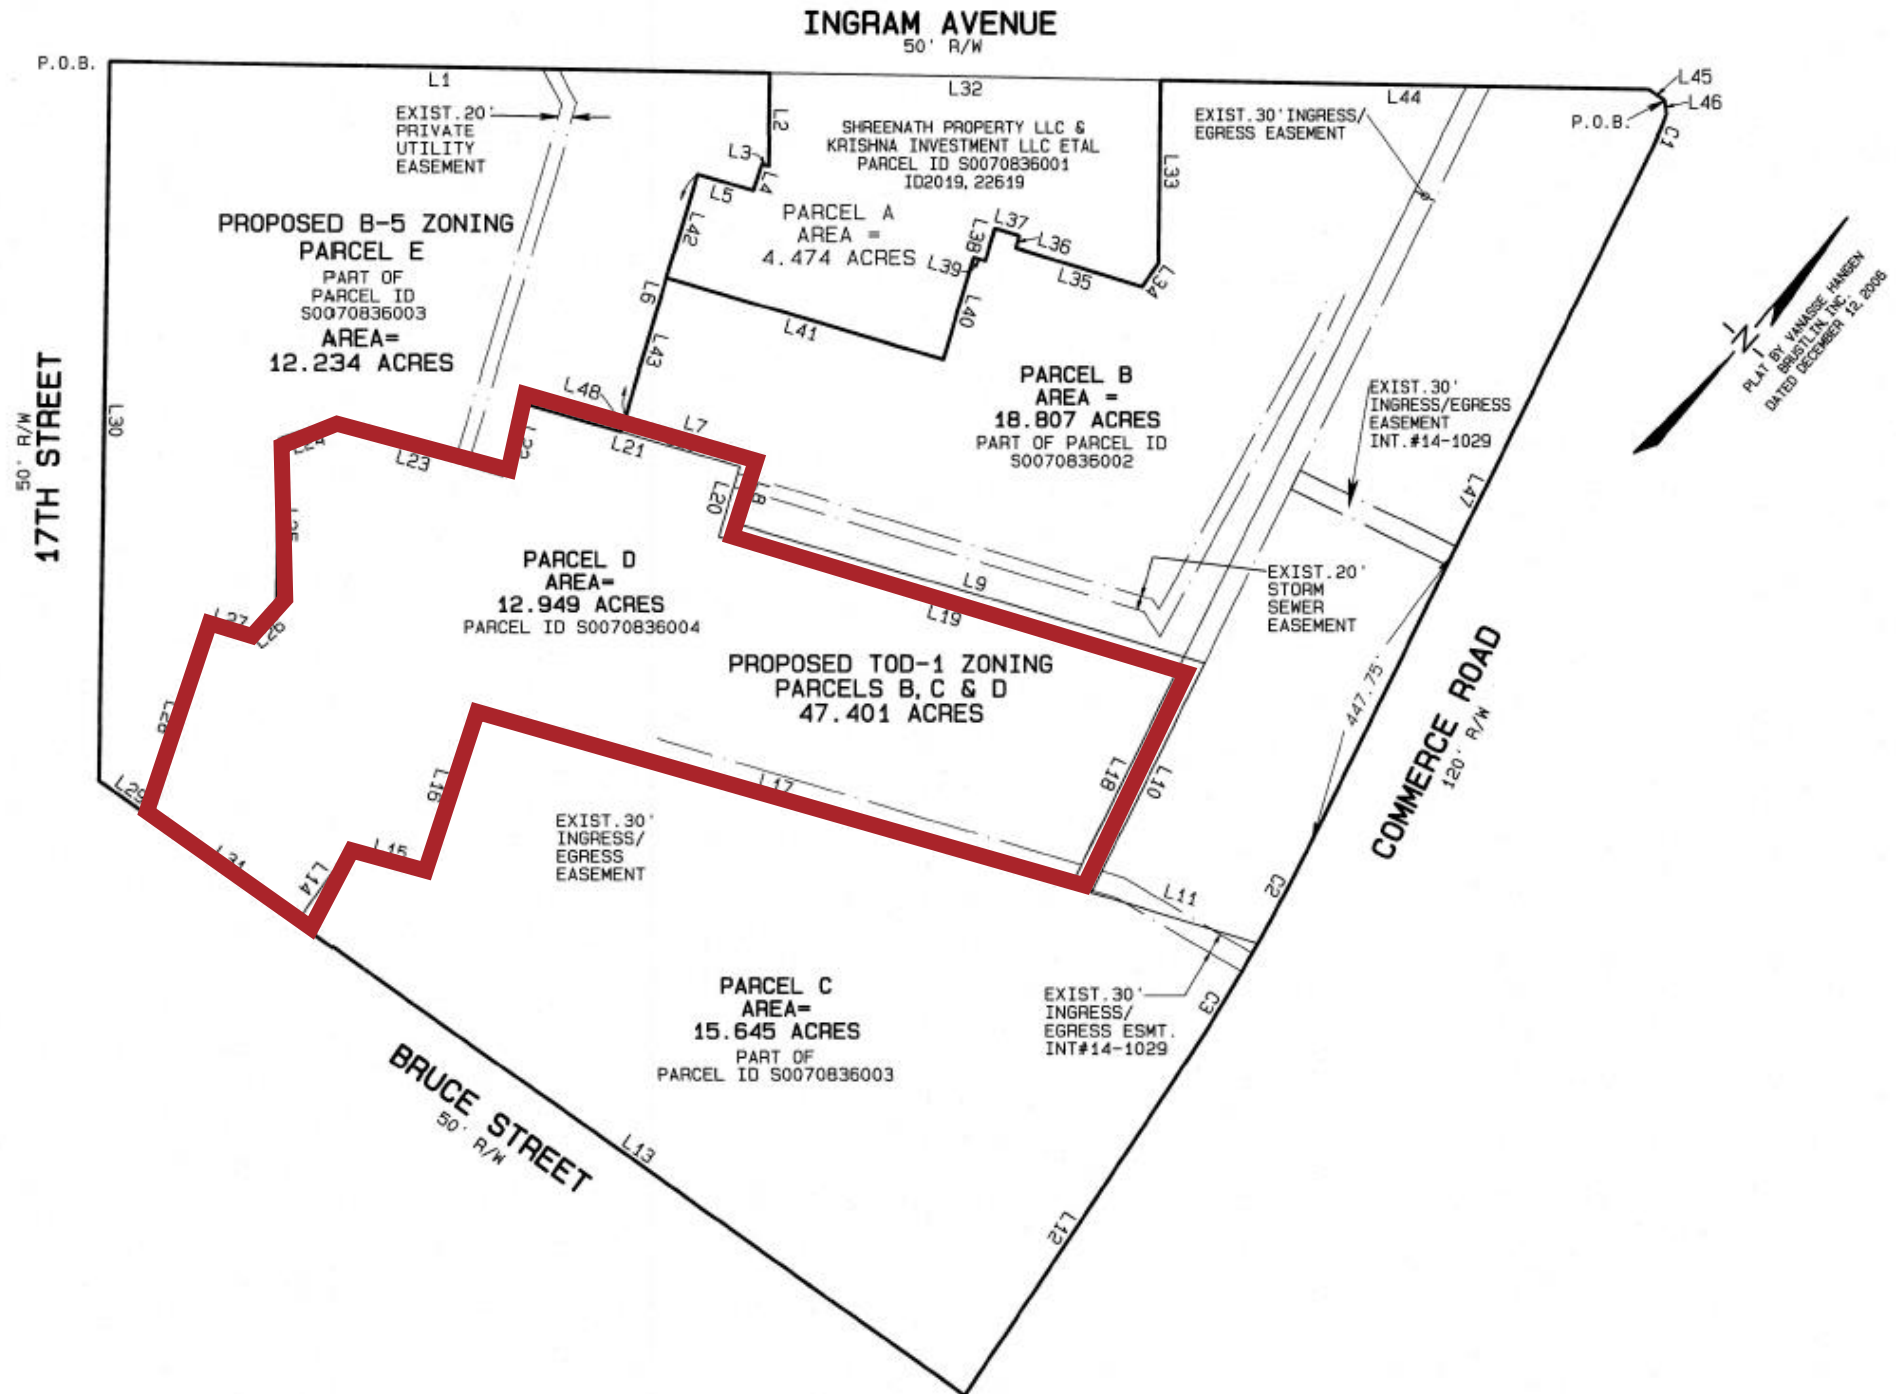 INGRAM AVENUE
50' R/W
P.O.B.
L1
L32
L44
L45
L46
P.O.B.
C1
EXIST.20'
PRIVATE
UTILITY
EASEMENT
L2
L3
L4
L5
SHREENATH PROPERTY LLC &
KRISHNA INVESTMENT LLC ETAL
PARCEL ID S0070836001
ID2019, 22619
PARCEL A
AREA =
4.474 ACRES
L33
EXIST.30'INGRESS/
EGRESS EASEMENT
PROPOSED B-5 ZONING
PARCEL E
PART OF
PARCEL ID
S0070836003
AREA=
12.234 ACRES
L42
L6
L43
L41
L37
L38
L36
L39
L35
L34
L40
PLAT BY VANASSE HANGEN
BRUSTLIN, INC.
DATED DECEMBER 12, 2006
N
17TH STREET
50' R/W
L30
L48
L7
L21
L23
PARCEL B
AREA =
18.807 ACRES
PART OF PARCEL ID
S0070836002
EXIST.30'
INGRESS/EGRESS
EASEMENT
INT.#14-1029
L47
L20
PARCEL D
AREA=
12.949 ACRES
PARCEL ID S0070836004
L9
L19
EXIST.20'
STORM
SEWER
EASEMENT
447.75'
COMMERCE ROAD
120' R/W
PROPOSED TOD-1 ZONING
PARCELS B, C & D
47.401 ACRES
L29
L16
L17
L18
L10
L15
L14
EXIST.30'
INGRESS/
EGRESS
EASEMENT
L11
C2
C3
PARCEL C
AREA=
15.645 ACRES
PART OF
PARCEL ID S0070836003
EXIST.30'
INGRESS/
EGRESS ESMT.
INT#14-1029
BRUCE STREET
50' R/W
L13
L12